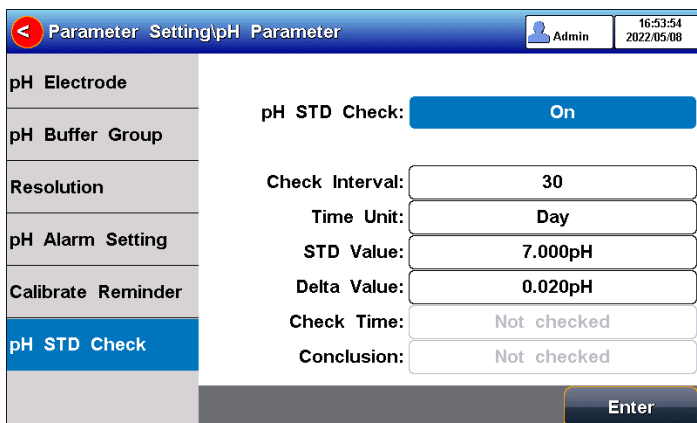 < Parameter Setting\pH Parameter
Admin
16:53:54
2022/05/08
pH Electrode
pH Buffer Group
Resolution
pH Alarm Setting
Calibrate Reminder
pH STD Check
pH STD Check: On
Check Interval: 30
Time Unit: Day
STD Value: 7.000pH
Delta Value: 0.020pH
Check Time: Not checked
Conclusion: Not checked
Enter